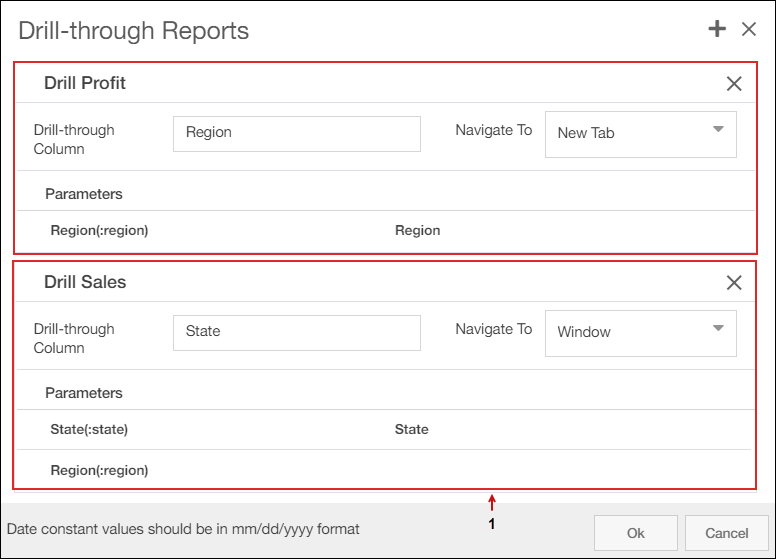 Drill-through Reports
Drill Profit
Drill-through
Column
Region
Navigate To
New Tab
Parameters
Region(:region)
Region
Drill Sales
Drill-through
Column
State
Navigate To
Window
Parameters
State(:state)
State
Region(:region)
1
Date constant values should be in mm/dd/yyyy format
Ok
Cancel